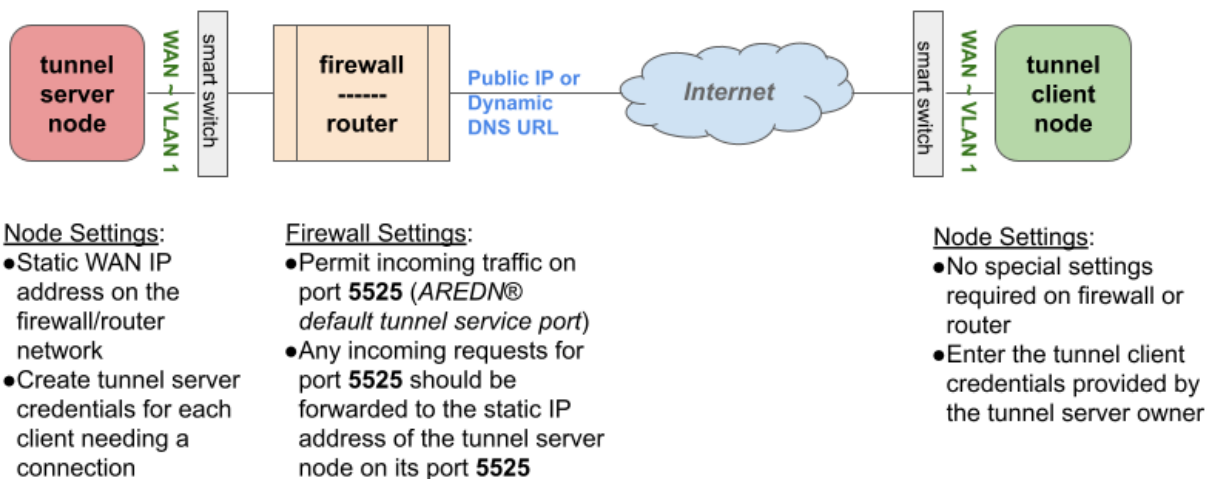 tunnel
server
node
WAN ~ VLAN 1
smart switch
firewall
------
router
Public IP or
Dynamic
DNS URL
Internet
smart switch
WAN ~ VLAN 1
tunnel
client
node
Node Settings:
●Static WAN IP
address on the
firewall/router
network
●Create tunnel server
credentials for each
client needing a
connection
Firewall Settings:
●Permit incoming traffic on
port 5525 (AREDN®
default tunnel service port)
●Any incoming requests for
port 5525 should be
forwarded to the static IP
address of the tunnel server
node on its port 5525
Node Settings:
●No special settings
required on firewall or
router
●Enter the tunnel client
credentials provided by
the tunnel server owner